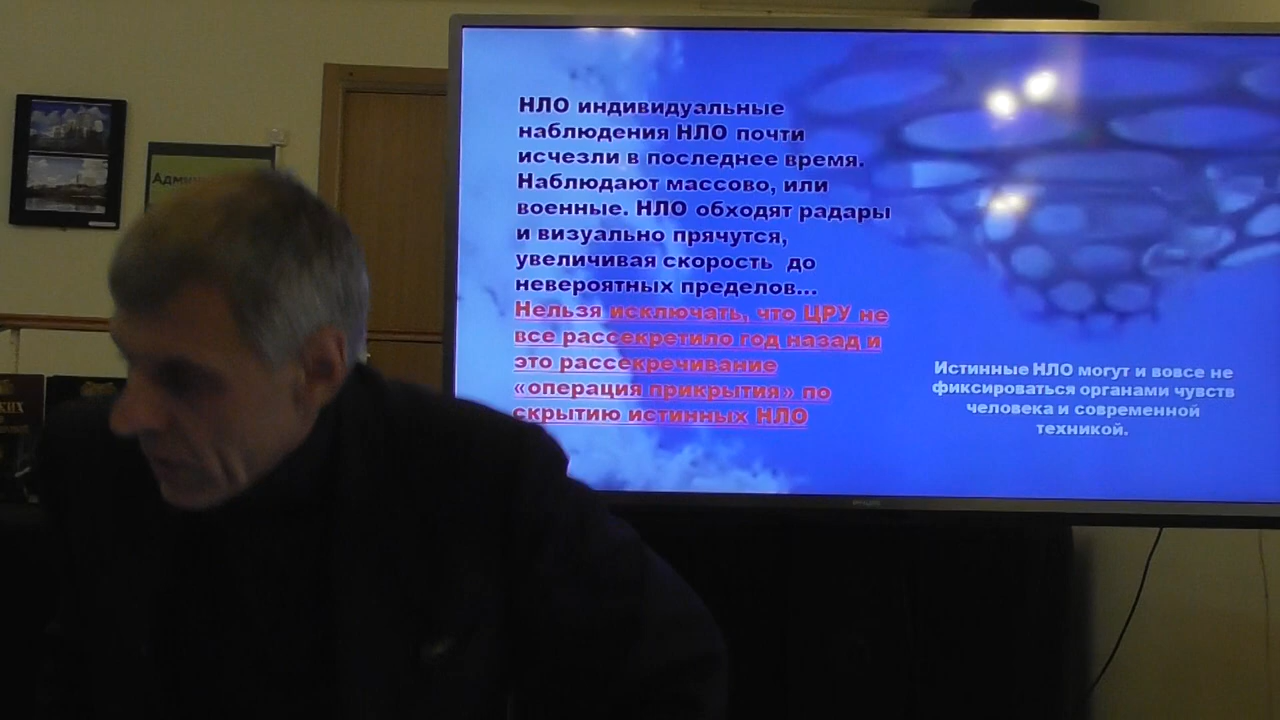 НЛО индивидуальные
наблюдения НЛО почти
исчезли в последнее время.
Наблюдают массово, или
военные. НЛО обходят радары
и визуально прячутся,
увеличивая скорость до
невероятных пределов...
Нельзя исключать, что ЦРУ не
все рассекретило год назад и
это рассекречивание
«операция прикрытия» по
скрытию истинных НЛО
Истинные НЛО могут и вовсе не
фиксироваться органами чувств
человека и современной
техникой.